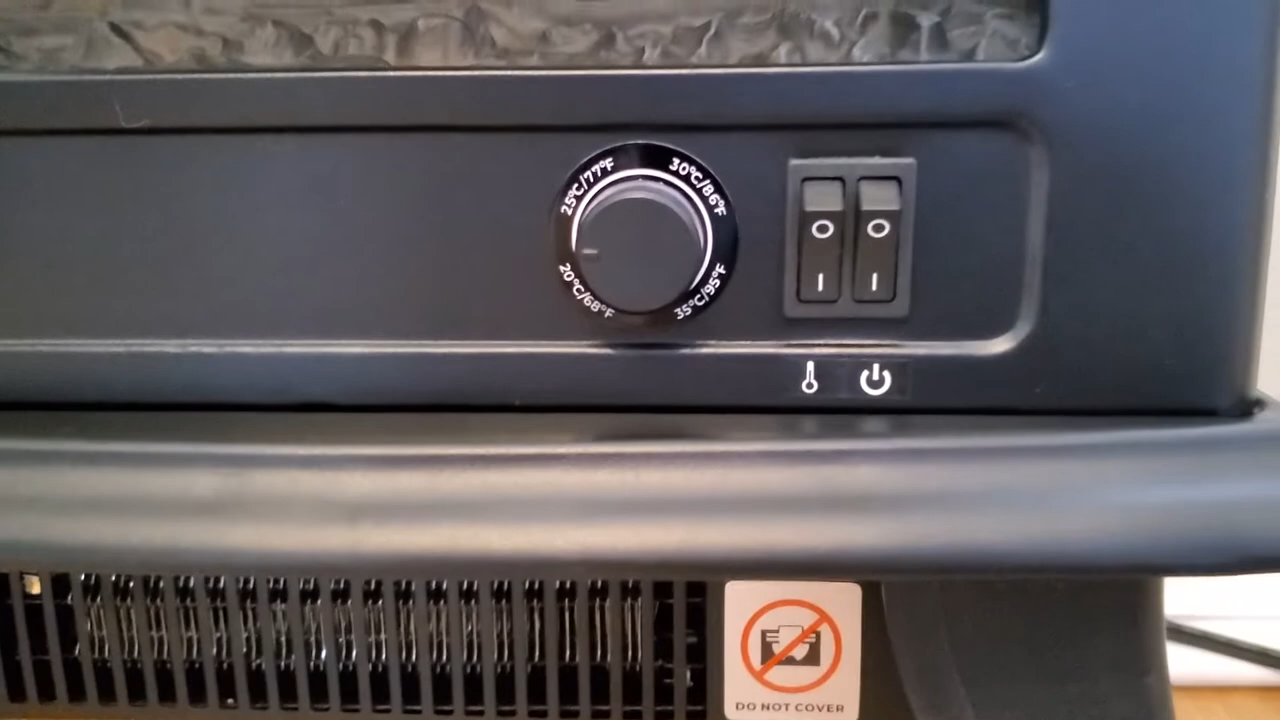 25°C/77°F
30°C/86°F
20°C/68°F
35°C/95°F
O O
I I
DO NOT COVER